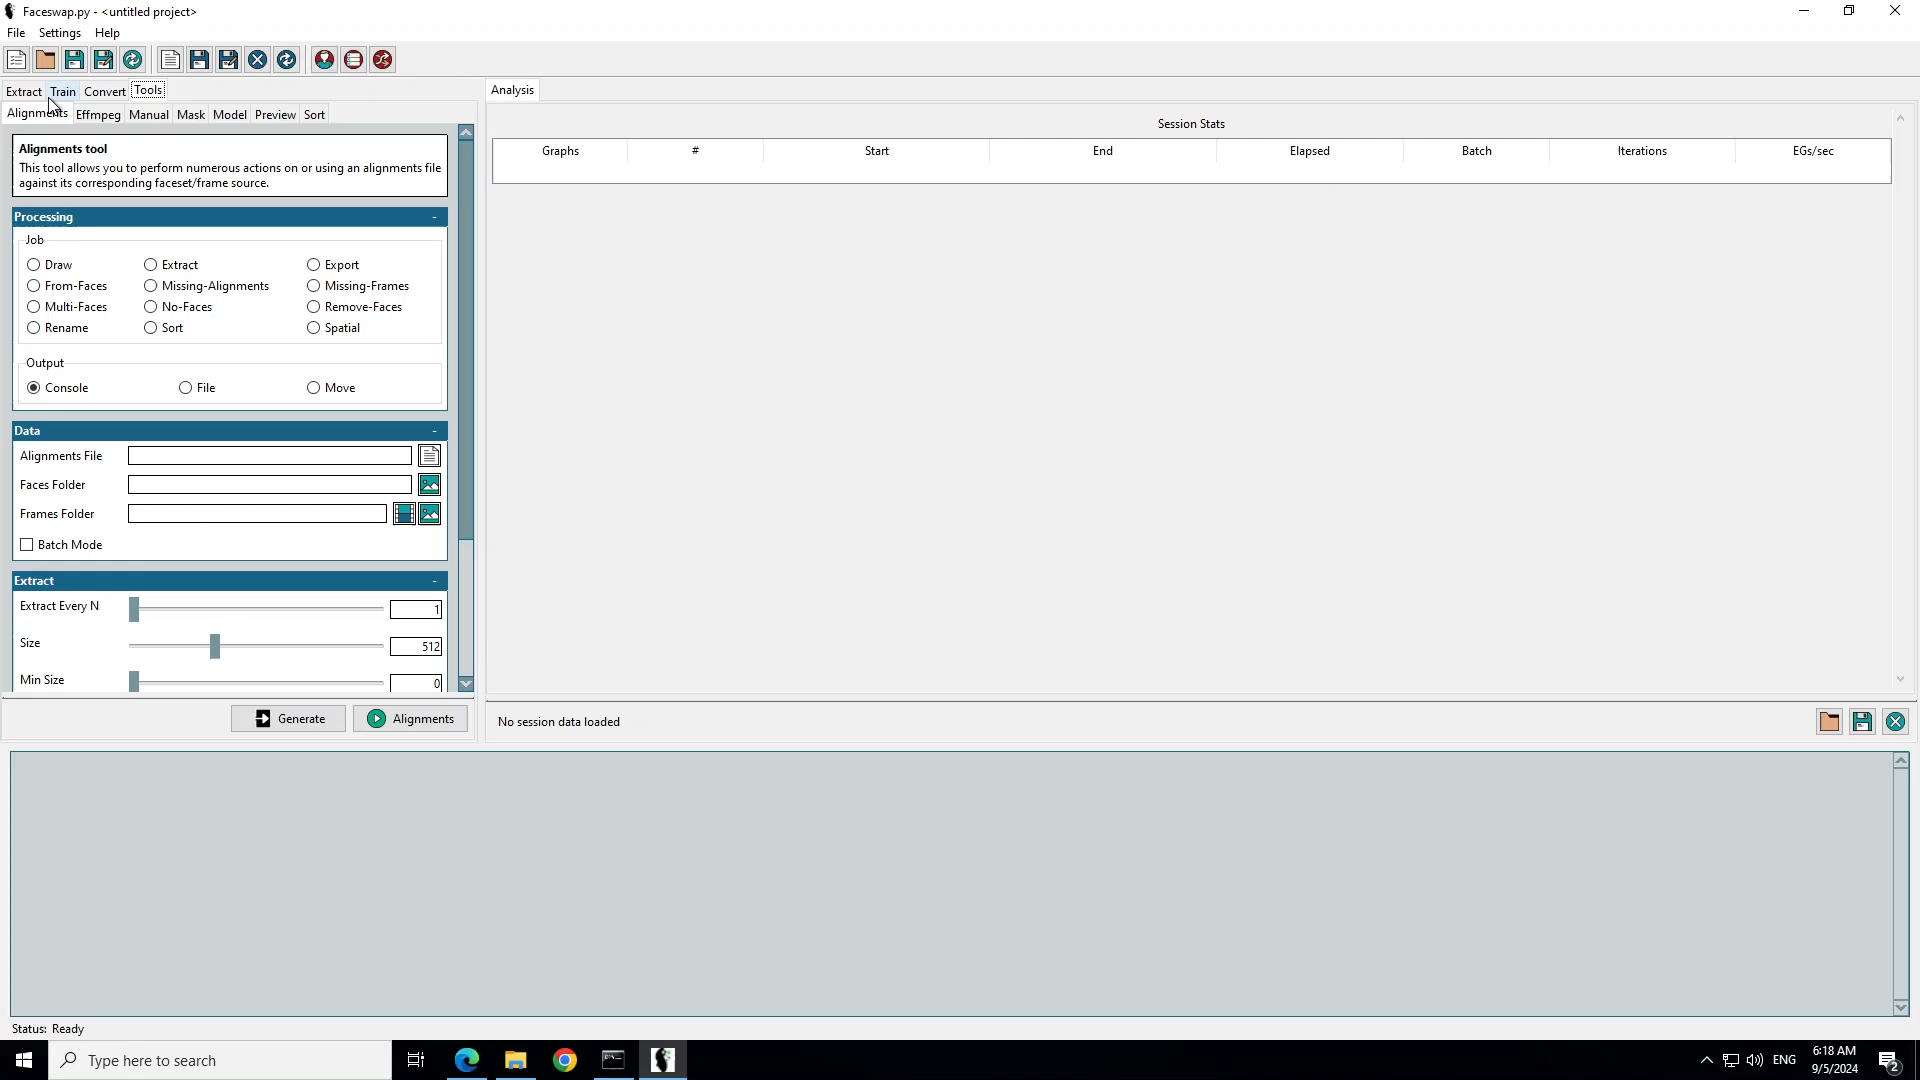 Faceswap.py - <untitled project>
File Settings Help
Extract Train Convert Tools
Alignments Effmpeg Manual Mask Model Preview Sort
Alignments tool
This tool allows you to perform numerous actions on or using an alignments file
against its corresponding faceset/frame source.
Processing -
Job
Draw Extract Export
From-Faces Missing-Alignments Missing-Frames
Multi-Faces No-Faces Remove-Faces
Rename Sort Spatial
Output
Console File Move
Data -
Alignments File
Faces Folder
Frames Folder
Batch Mode
Extract -
Extract Every N 1
Size 512
Min Size 0
Generate Alignments
Analysis
Session Stats
Graphs # Start End Elapsed Batch Iterations EGs/sec
No session data loaded
Status: Ready
Type here to search
ENG
6:18 AM
9/5/2024
2